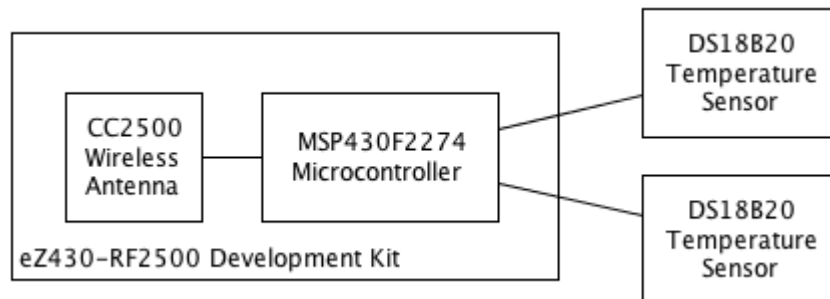 CC2500
Wireless
Antenna
MSP430F2274
Microcontroller
eZ430-RF2500 Development Kit
DS18B20
Temperature
Sensor
DS18B20
Temperature
Sensor